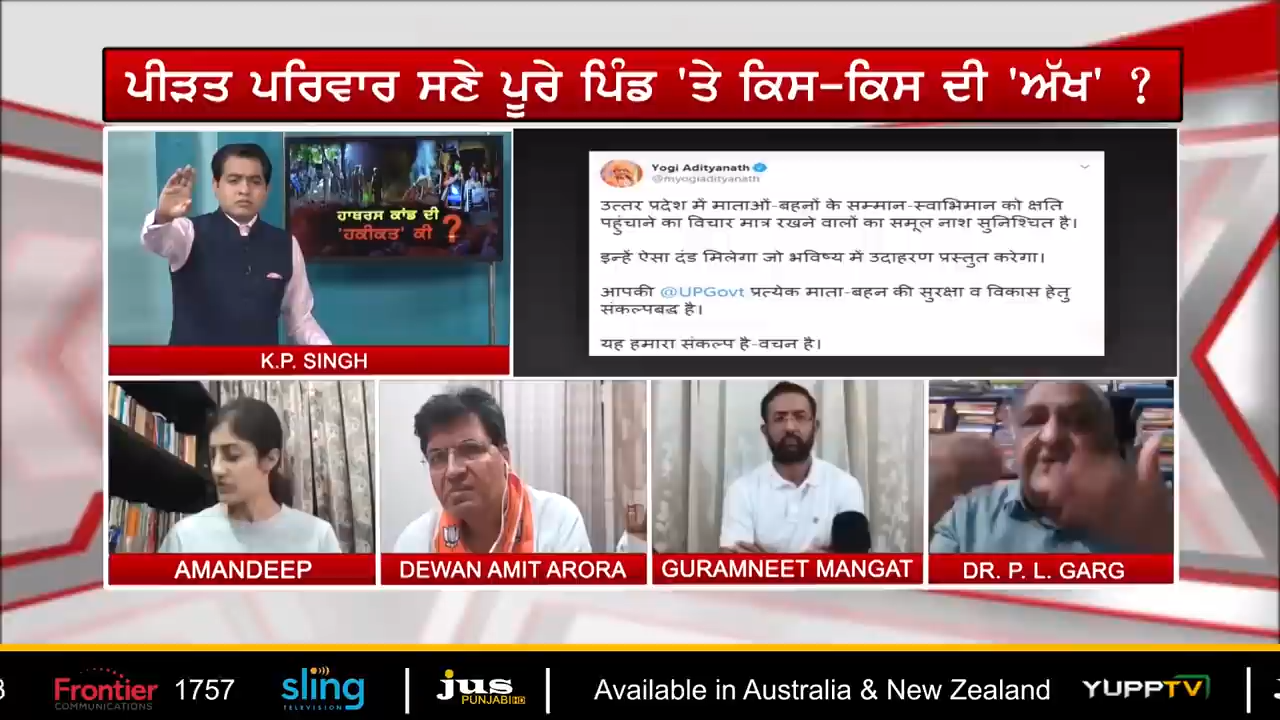 ਪੀੜਤ ਪਰਿਵਾਰ ਸਣੇ ਪੂਰੇ ਪਿੰਡ 'ਤੇ ਕਿਸ-ਕਿਸ ਦੀ 'ਅੱਖ' ?
ਹਾਥਰਸ ਕਾਂਡ ਦੀ
'ਹਕੀਕਤ' ਕੀ ?
K.P. SINGH
Yogi Adityanath
@myogiadityanath
उत्तर प्रदेश में माताओं-बहनों के सम्मान-स्वाभिमान को क्षति
पहुंचाने का विचार मात्र रखने वालों का समूल नाश सुनिश्चित है।
इन्हें ऐसा दंड मिलेगा जो भविष्य में उदाहरण प्रस्तुत करेगा।
आपकी @UPGovt प्रत्येक माता-बहन की सुरक्षा व विकास हेतु
संकल्पबद्ध है।
यह हमारा संकल्प है-वचन है।
AMANDEEP
DEWAN AMIT ARORA
GURAMNEET MANGAT
DR. P. L. GARG
Frontier
COMMUNICATIONS
1757
sling
TELEVISION
jus
PUNJABI HD
Available in Australia & New Zealand
YUPPTV